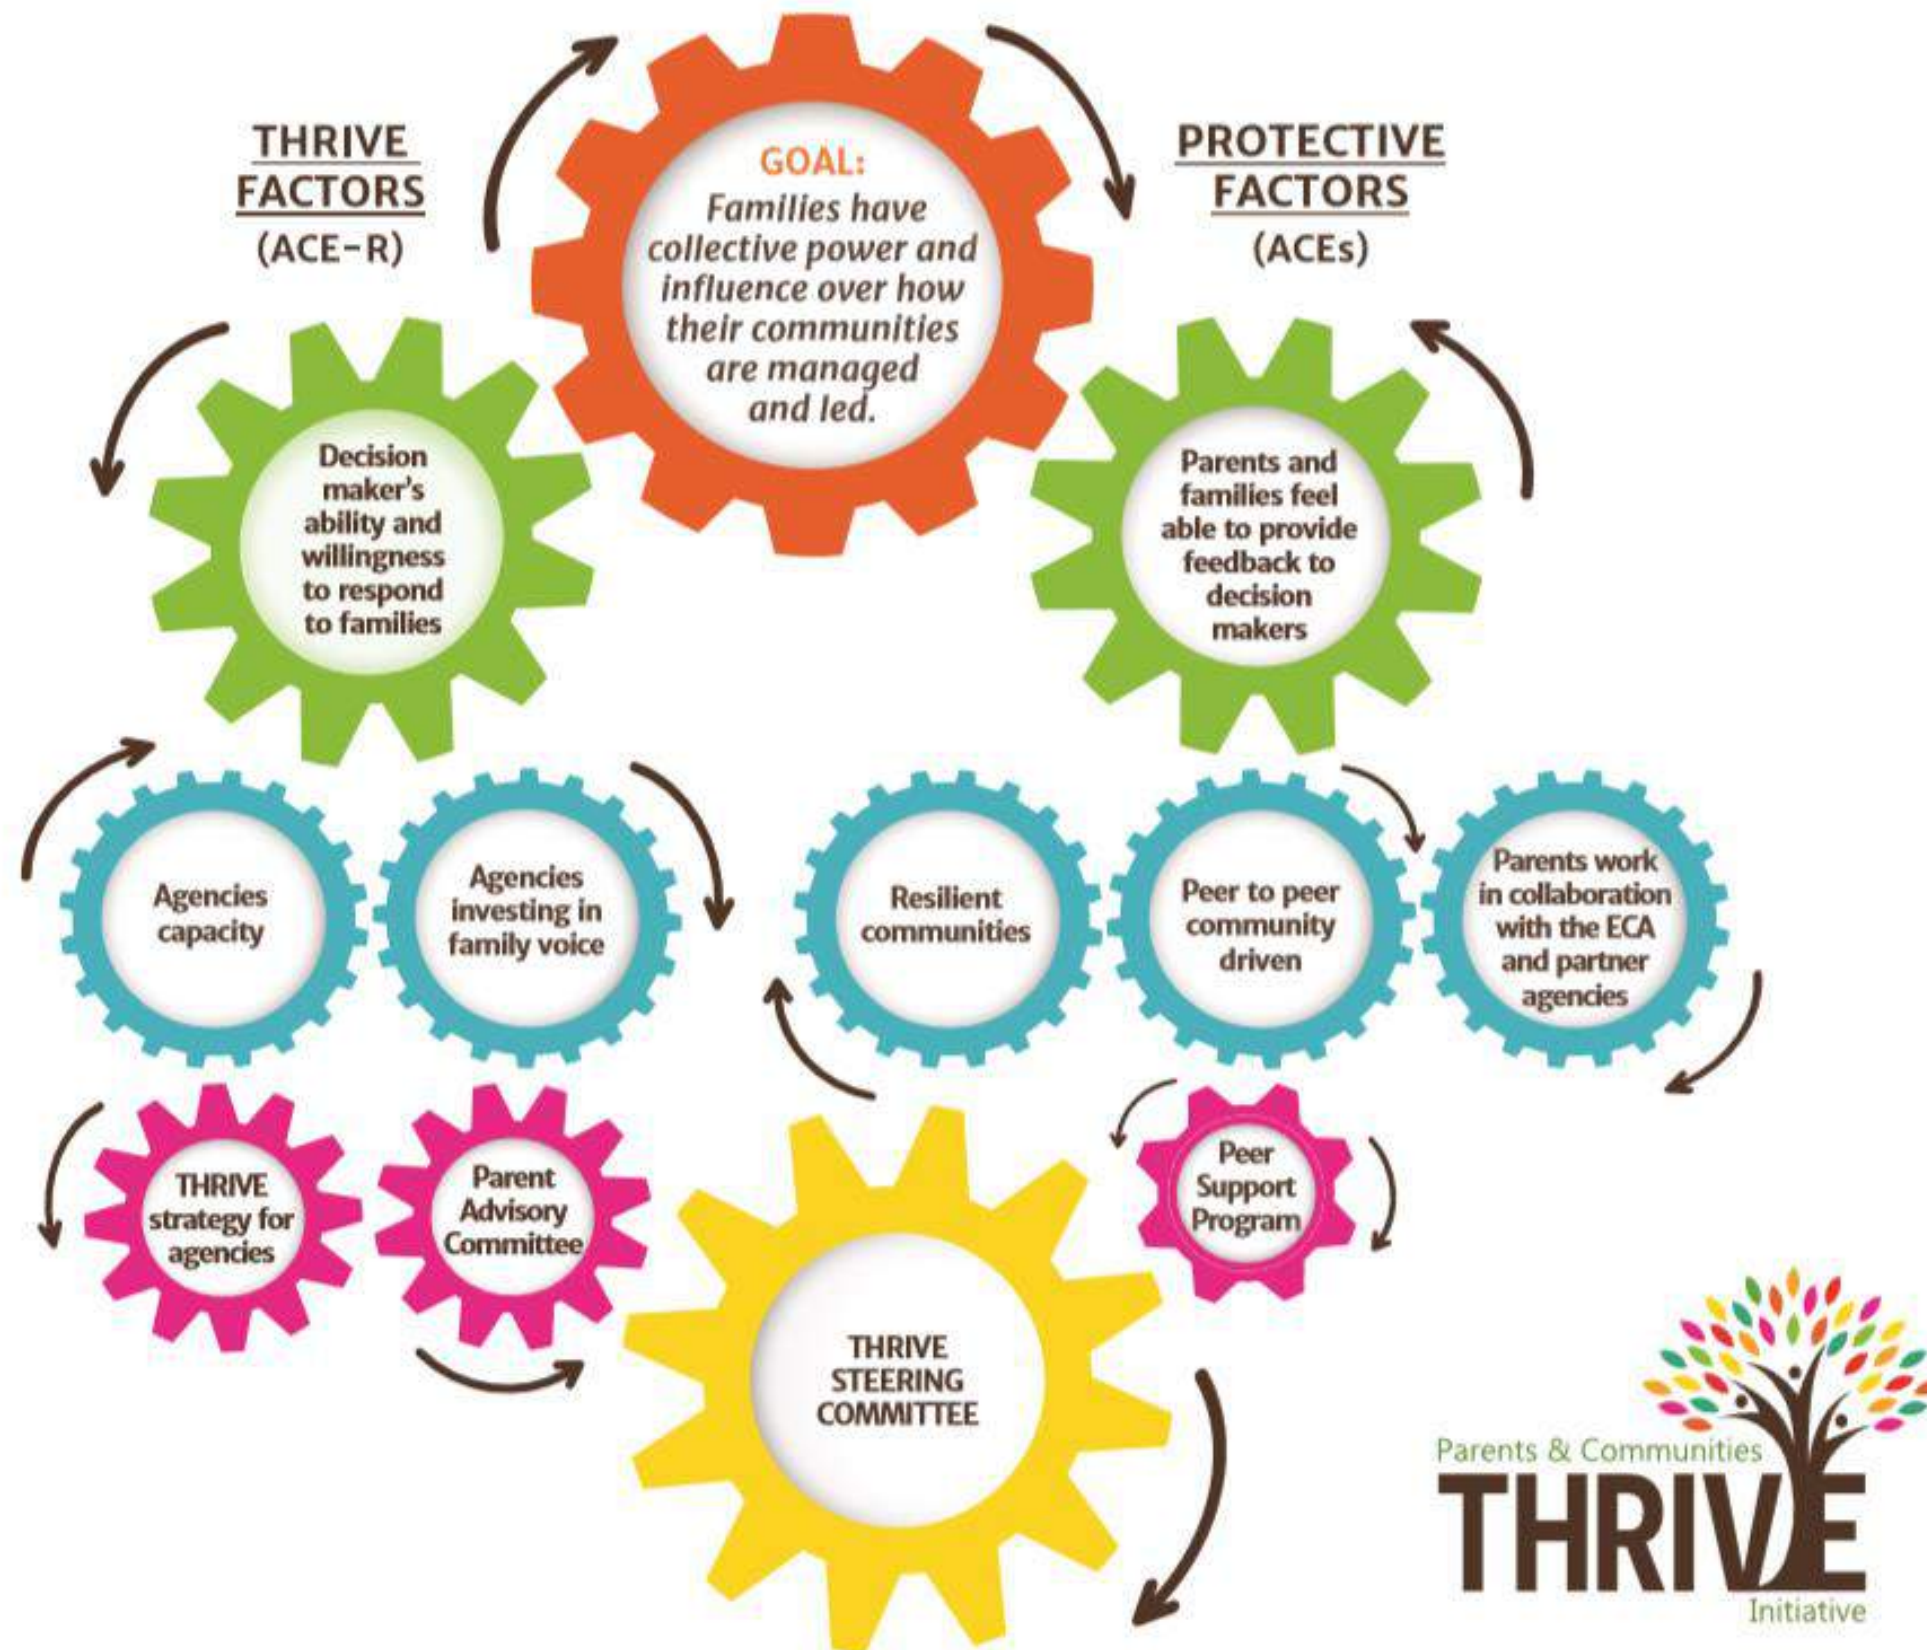 THRIVE
FACTORS
(ACE-R)
GOAL:
Families have
collective power and
influence over how
their communities
are managed
and led.
PROTECTIVE
FACTORS
(ACEs)
Decision
maker's
ability and
willingness
to respond
to families
Parents and
families feel
able to provide
feedback to
decision
makers
Agencies
capacity
Agencies
investing in
family voice
Resilient
communities
Peer to peer
community
driven
Parents work
in collaboration
with the ECA
and partner
agencies
THRIVE
strategy for
agencies
Parent
Advisory
Committee
Peer
Support
Program
THRIVE
STEERING
COMMITTEE
Parents & Communities
THRIVE
Initiative